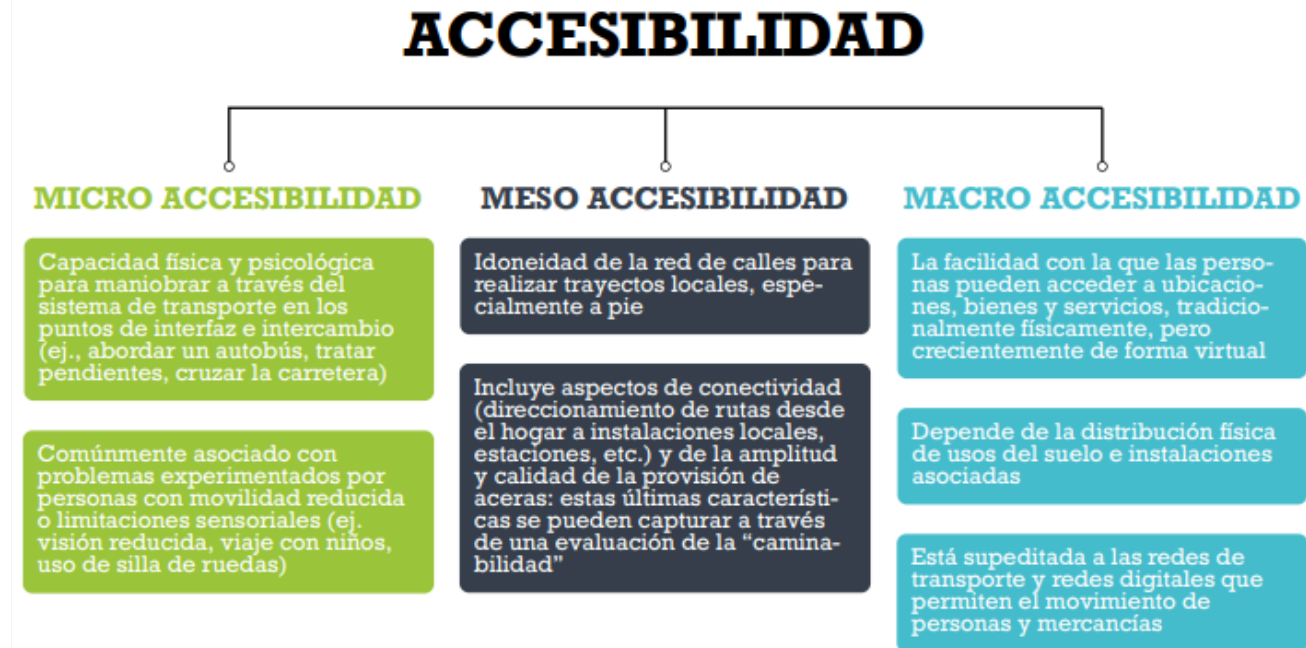 ACCESIBILIDAD
MICRO ACCESIBILIDAD
Capacidad física y psicológica
para maniobrar a través del
sistema de transporte en los
puntos de interfaz e intercambio
(ej., abordar un autobús, tratar
pendientes, cruzar la carretera)
Comúnmente asociado con
problemas experimentados por
personas con movilidad reducida
o limitaciones sensoriales (ej.
visión reducida, viaje con niños,
uso de silla de ruedas)
MESO ACCESIBILIDAD
Idoneidad de la red de calles para
realizar trayectos locales, espe-
cialmente a pie
Incluye aspectos de conectividad
(direccionamiento de rutas desde
el hogar a instalaciones locales,
estaciones, etc.) y de la amplitud
y calidad de la provisión de
aceras: estas últimas característi-
cas se pueden capturar a través
de una evaluación de la “camina-
bilidad”
MACRO ACCESIBILIDAD
La facilidad con la que las perso-
nas pueden acceder a ubicacio-
nes, bienes y servicios, tradicio-
nalmente físicamente, pero
crecientemente de forma virtual
Depende de la distribución física
de usos del suelo e instalaciones
asociadas
Está supeditada a las redes de
transporte y redes digitales que
permiten el movimiento de
personas y mercancías